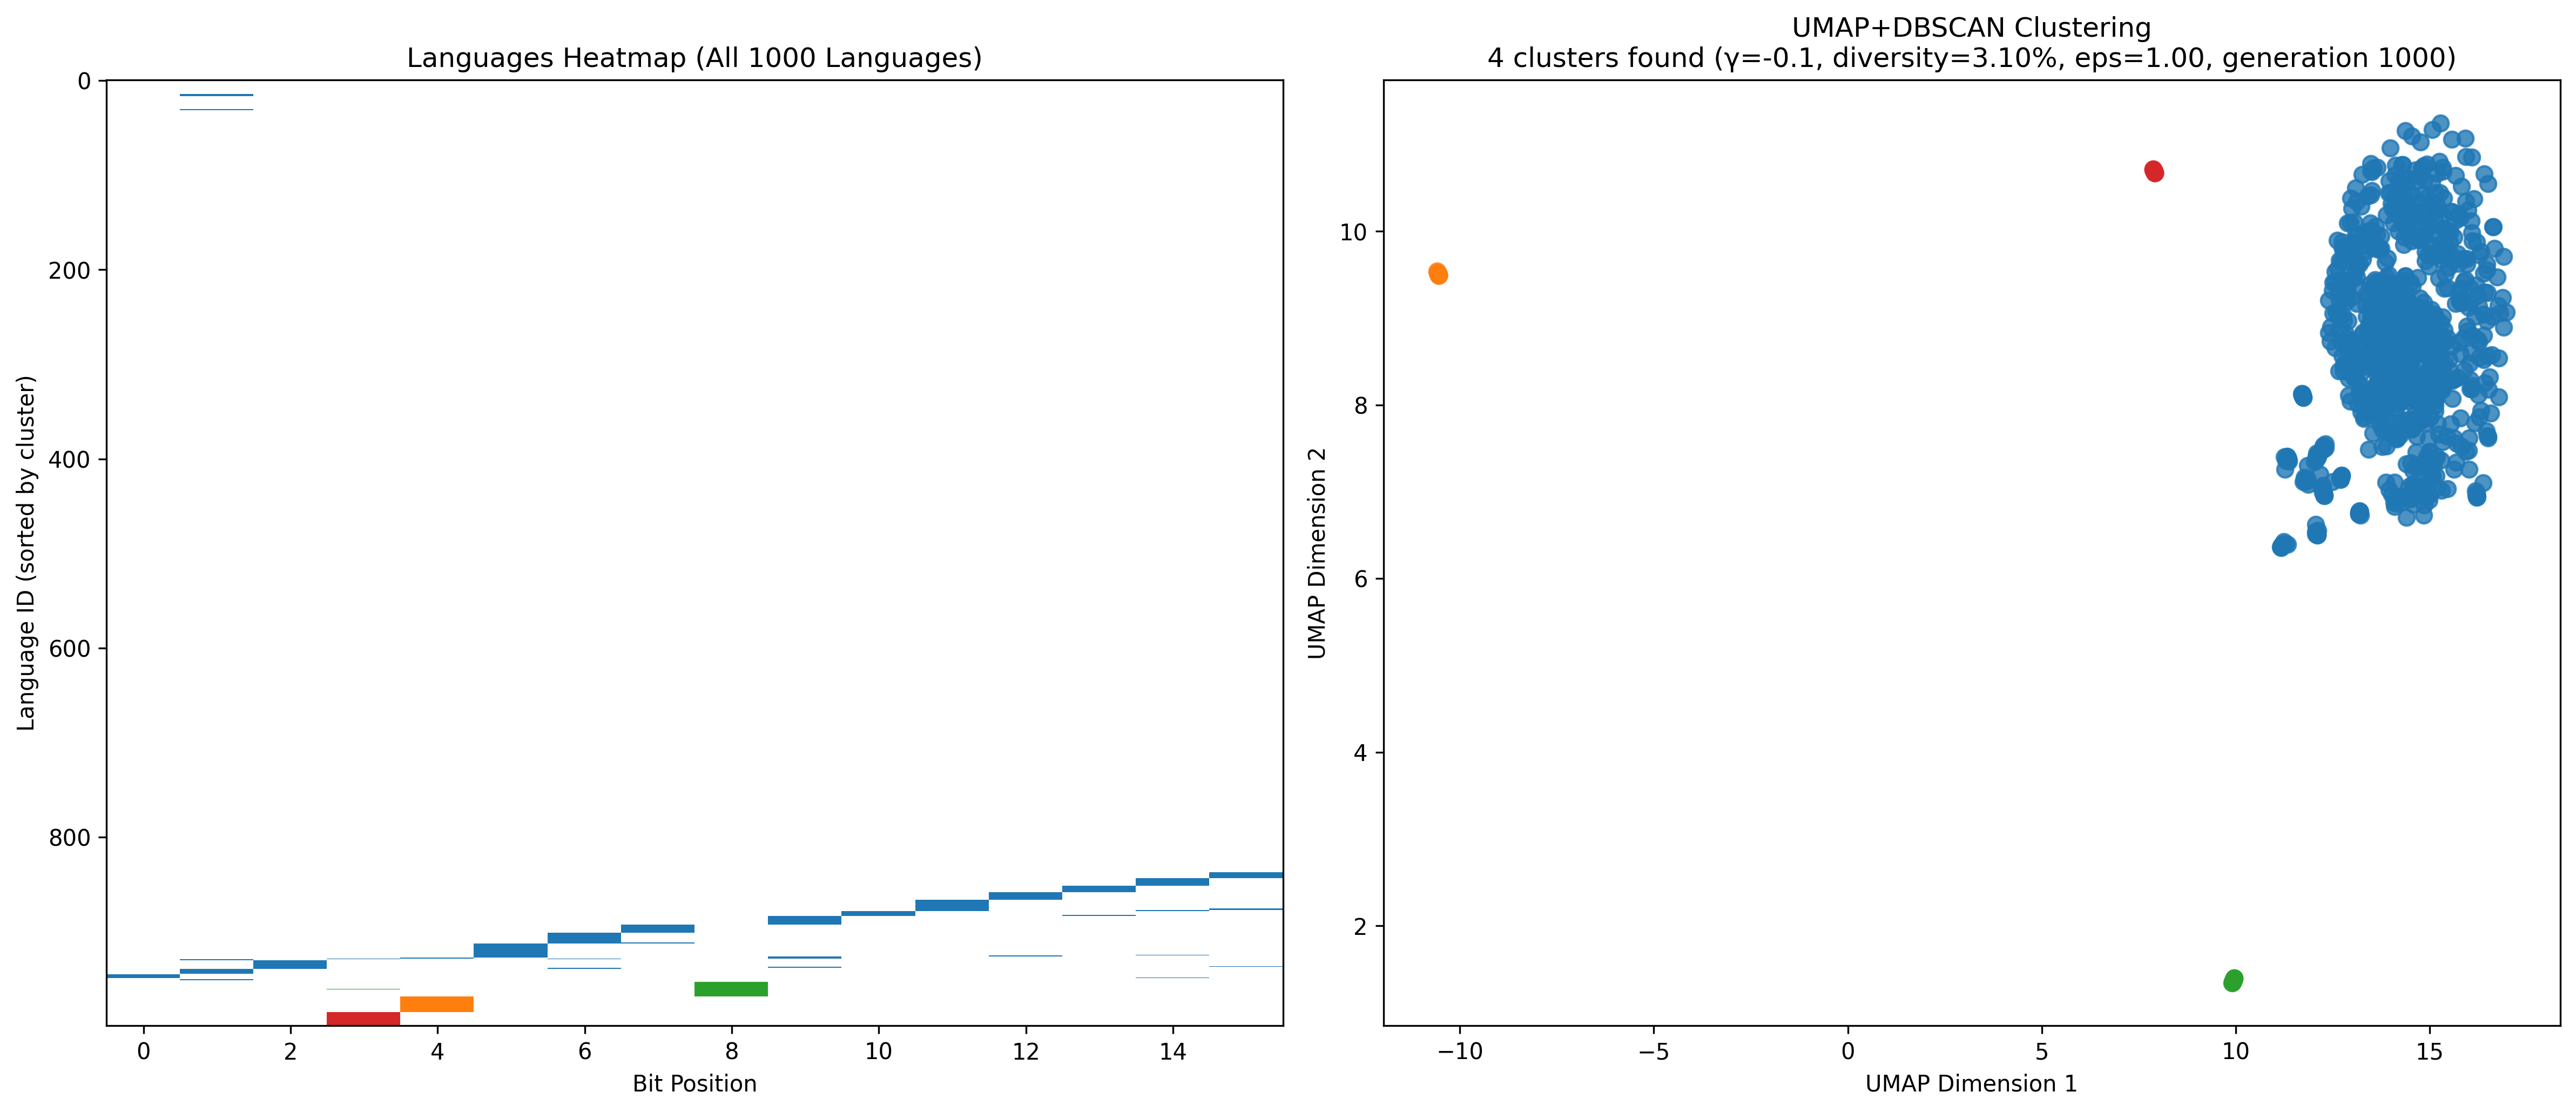 Languages Heatmap (All 1000 Languages)
0
200
400
600
800
Language ID (sorted by cluster)
0 2 4 6 8 10 12 14
Bit Position
UMAP+DBSCAN Clustering
4 clusters found (γ=-0.1, diversity=3.10%, eps=1.00, generation 1000)
10
8
6
4
2
UMAP Dimension 2
−10 −5 0 5 10 15
UMAP Dimension 1